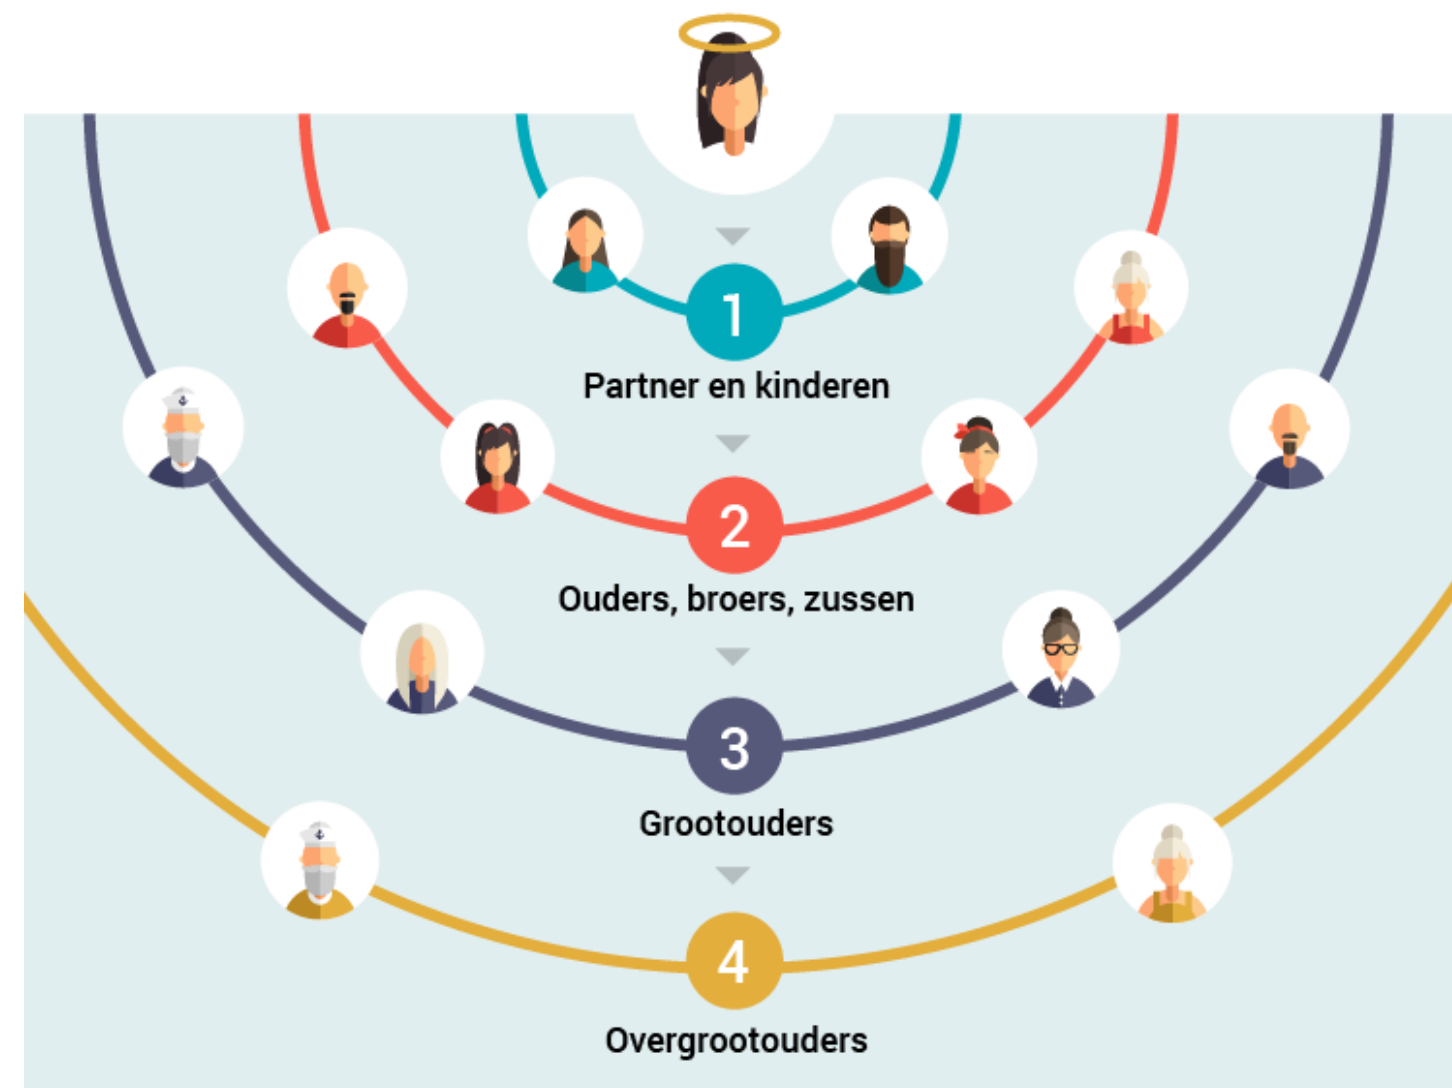 1
Partner en kinderen
2
Ouders, broers, zussen
3
Grootouders
4
Overgrootouders